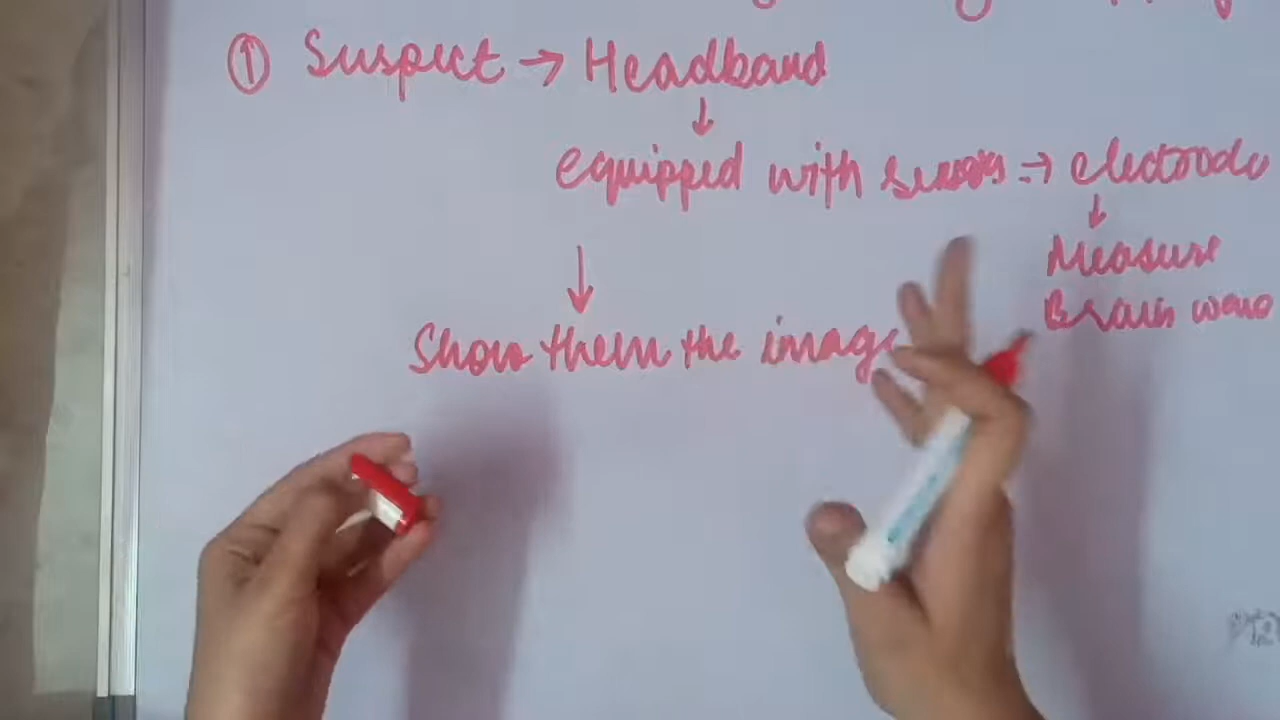 ① Suspect → Headband
↓
equipped with sensors → electrode
↓
Measure
Brain wave
↓
Show them the image